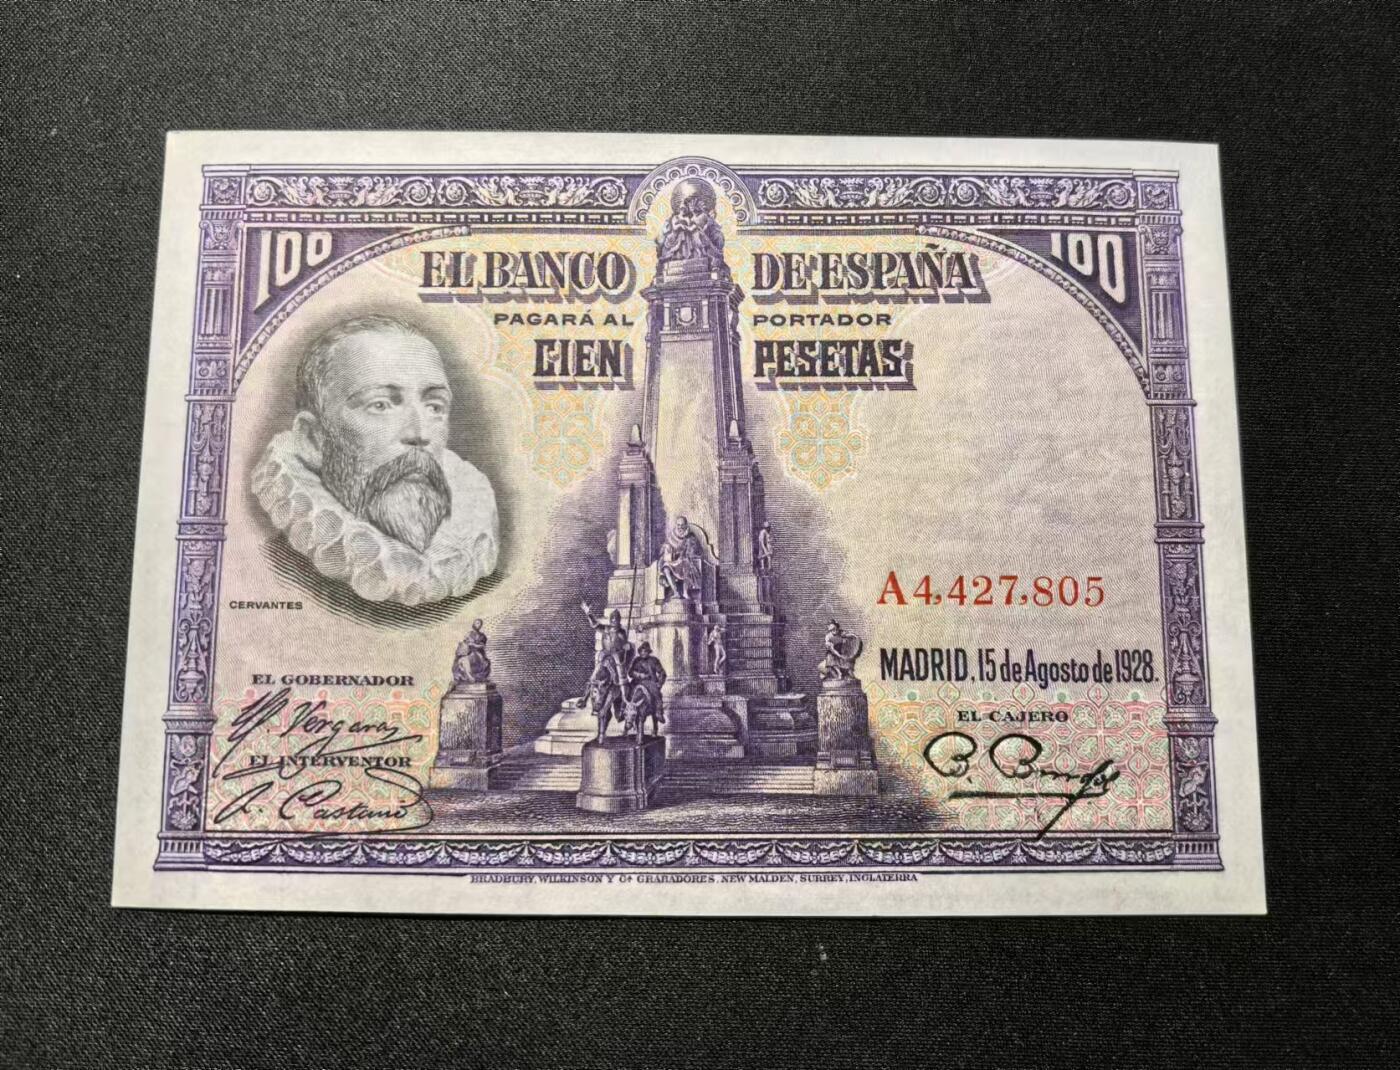 100 100
EL BANCO DE ESPAÑA
PAGARÁ AL PORTADOR
CIEN PESETAS
CERVANTES
A4,427,805
MADRID, 15 de Agosto de 1928.
EL GOBERNADOR
Vergara
EL CAJERO
EL INTERVENTOR
BRADBURY, WILKINSON Y Cª GRABADORES, NEW MALDEN, SURREY, INGLATERRA